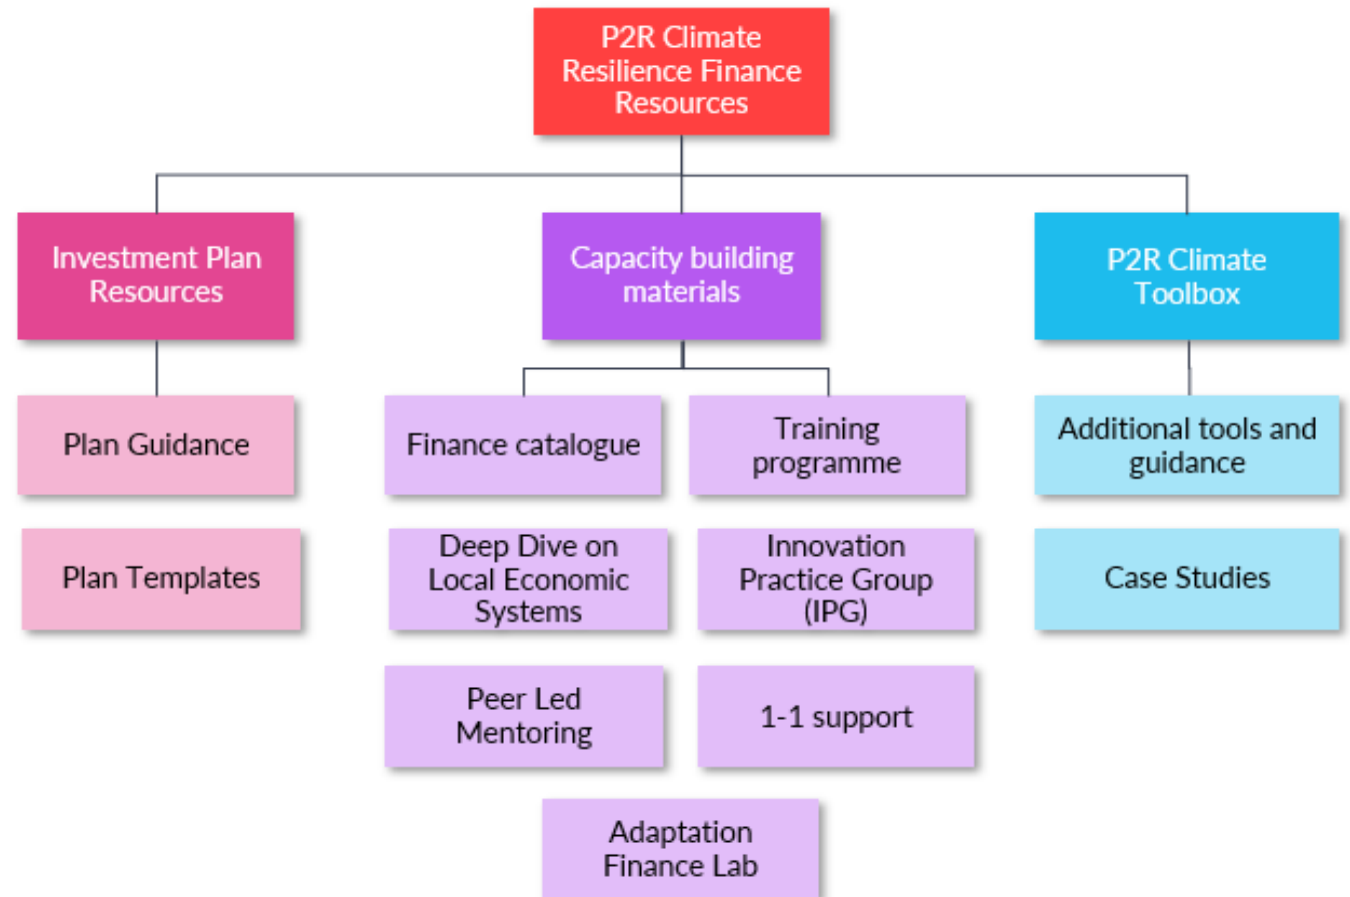 P2R Climate
Resilience Finance
Resources
Investment Plan
Resources
Capacity building
materials
P2R Climate
Toolbox
Plan Guidance
Finance catalogue
Training
programme
Additional tools and
guidance
Plan Templates
Deep Dive on
Local Economic
Systems
Innovation
Practice Group
(IPG)
Case Studies
Peer Led
Mentoring
1-1 support
Adaptation
Finance Lab